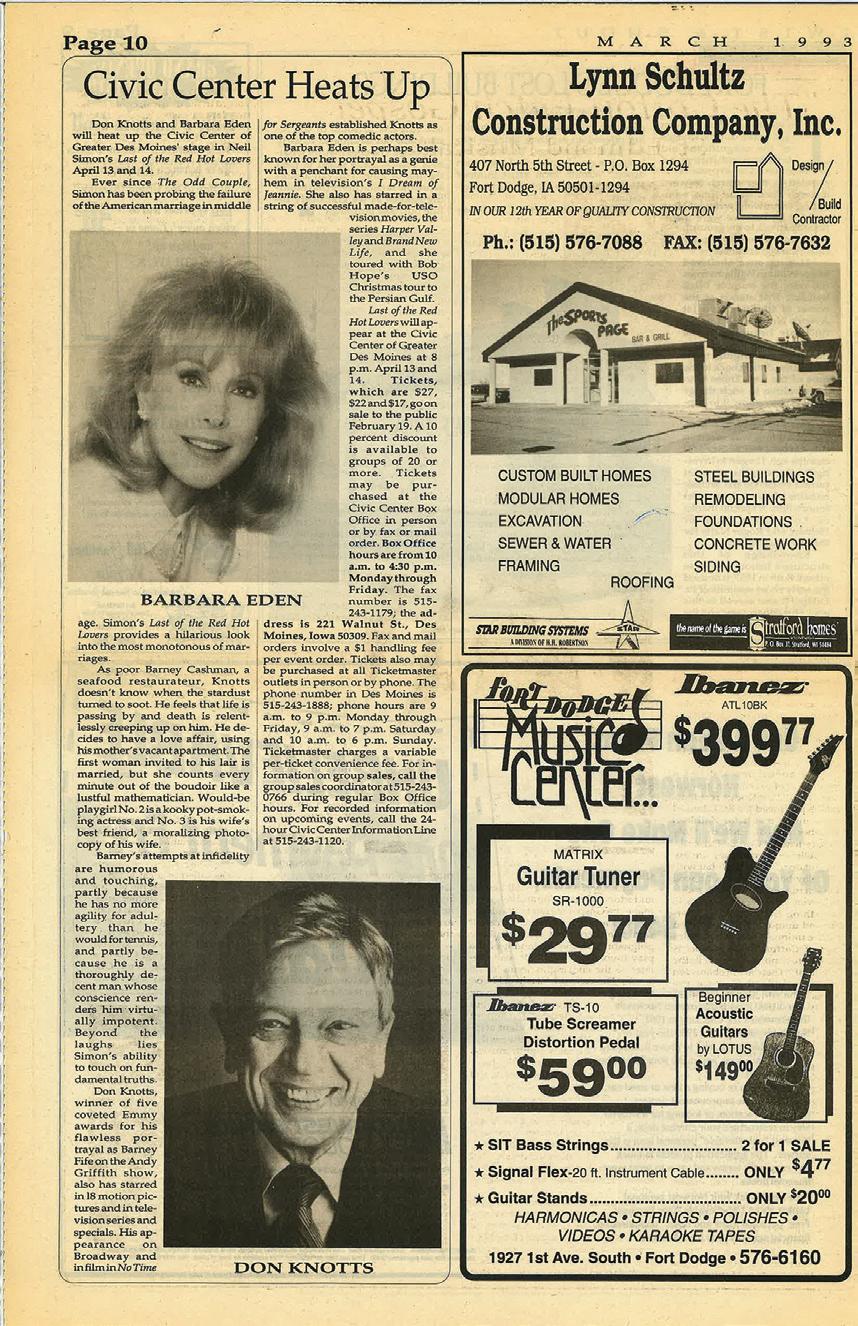 Page 10
MARCH 1993
Civic Center Heats Up
Don Knotts and Barbara Eden
will heat up the Civic Center of
Greater Des Moines' stage in Neil
Simon's Last of the Red Hot Lovers
April 13 and 14.
Ever since The Odd Couple,
Simon has been probing the failure
of the American marriage in middle
BARBARA EDEN
age. Simon's Last of the Red Hot
Lovers provides a hilarious look
into the most monotonous of mar-
riages.
As poor Barney Cashman, a
seafood restaurateur, Knotts
doesn't know when the stardust
turned to soot. He feels that life is
passing by and death is relent-
lessly creeping up on him. He de-
cides to have a love affair, using
his mother's vacant apartment. The
first woman invited to his lair is
married, but she counts every
minute out of the boudoir like a
lustful mathematician. Would-be
playgirl No. 2 is a kooky pot-smok-
ing actress and No. 3 is his wife's
best friend, a moralizing photo-
copy of his wife.
Barney's attempts at infidelity
are humorous
and touching,
partly because
he has no more
agility for adul-
tery than he
would for tennis,
and partly be-
cause he is a
thoroughly de-
cent man whose
conscience ren-
ders him virtu-
ally impotent.
Beyond the
laughs lies
Simon's ability
to touch on fun-
damental truths.
Don Knotts,
winner of five
coveted Emmy
awards for his
flawless por-
trayal as Barney
Fife on the Andy
Griffith show,
also has starred
in 18 motion pic-
tures and in tele-
vision series and
specials. His ap-
pearance on
Broadway and
in film in No Time
for Sergeants established Knotts as
one of the top comedic actors.
Barbara Eden is perhaps best
known for her portrayal as a genie
with a penchant for causing may-
hem in television's I Dream of
Jeannie. She also has starred in a
string of successful made-for-tele-
vision movies, the
series Harper Val-
ley and Brand New
Life, and she
toured with Bob
Hope's USO
Christmas tour to
the Persian Gulf.
Last of the Red
Hot Lovers will ap-
pear at the Civic
Center of Greater
Des Moines at 8
p.m. April 13 and
14. Tickets,
which are $27,
$22 and $17, go on
sale to the public
February 19. A 10
percent discount
is available to
groups of 20 or
more. Tickets
may be pur-
chased at the
Civic Center Box
Office in person
or by fax or mail
order. Box Office
hours are from 10
a.m. to 4:30 p.m.
Monday through
Friday. The fax
number is 515-
243-1179; the ad-
dress is 221 Walnut St., Des
Moines, Iowa 50309. Fax and mail
orders involve a $1 handling fee
per event order. Tickets also may
be purchased at all Ticketmaster
outlets in person or by phone. The
phone number in Des Moines is
515-243-1888; phone hours are 9
a.m. to 9 p.m. Monday through
Friday, 9 a.m. to 7 p.m. Saturday
and 10 a.m. to 6 p.m. Sunday.
Ticketmaster charges a variable
per-ticket convenience fee. For in-
formation on group sales, call the
group sales coordinator at 515-243-
0766 during regular Box Office
hours. For recorded information
on upcoming events, call the 24-
hour Civic Center Information Line
at 515-243-1120.
DON KNOTTS
Lynn Schultz
Construction Company, Inc.
407 North 5th Street - P.O. Box 1294
Fort Dodge, IA 50501-1294
IN OUR 12th YEAR OF QUALITY CONSTRUCTION
Design /
Build
Contractor
Ph.: (515) 576-7088 FAX: (515) 576-7632
The SPORTS
PAGE
BAR & GRILL
CUSTOM BUILT HOMES
MODULAR HOMES
EXCAVATION
SEWER & WATER
FRAMING
STEEL BUILDINGS
REMODELING
FOUNDATIONS
CONCRETE WORK
SIDING
ROOFING
STAR BUILDING SYSTEMS
A DIVISION OF H.H. ROBERTSON
STAR
the name of the game is Stratford homes
P.O. Box 37, Stratford, WI 54484
FORT DODGE
Music
Center...
Ibanez
ATL10BK
$399 77
MATRIX
Guitar Tuner
SR-1000
$29 77
Ibanez TS-10
Tube Screamer
Distortion Pedal
$59 00
Beginner
Acoustic
Guitars
by LOTUS
$149 00
★ SIT Bass Strings............................ 2 for 1 SALE
★ Signal Flex-20 ft. Instrument Cable........ ONLY $4 77
★ Guitar Stands.................................. ONLY $20 00
HARMONICAS • STRINGS • POLISHES •
VIDEOS • KARAOKE TAPES
1927 1st Ave. South • Fort Dodge • 576-6160